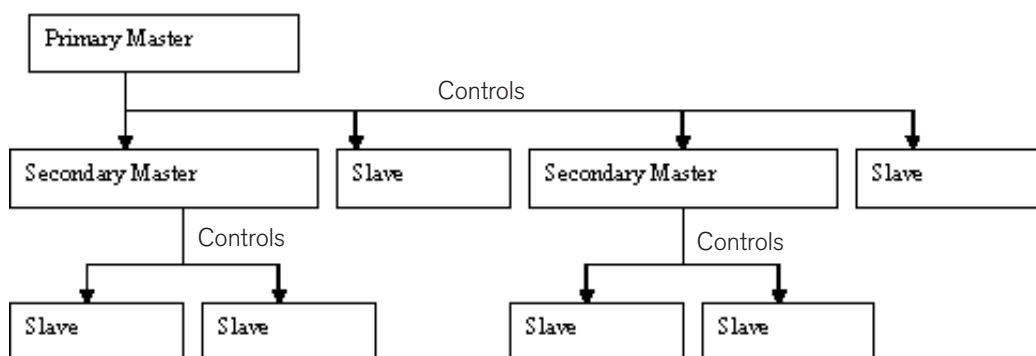 Primary Master
Controls
Secondary Master
Slave
Secondary Master
Slave
Controls
Controls
Slave
Slave
Slave
Slave